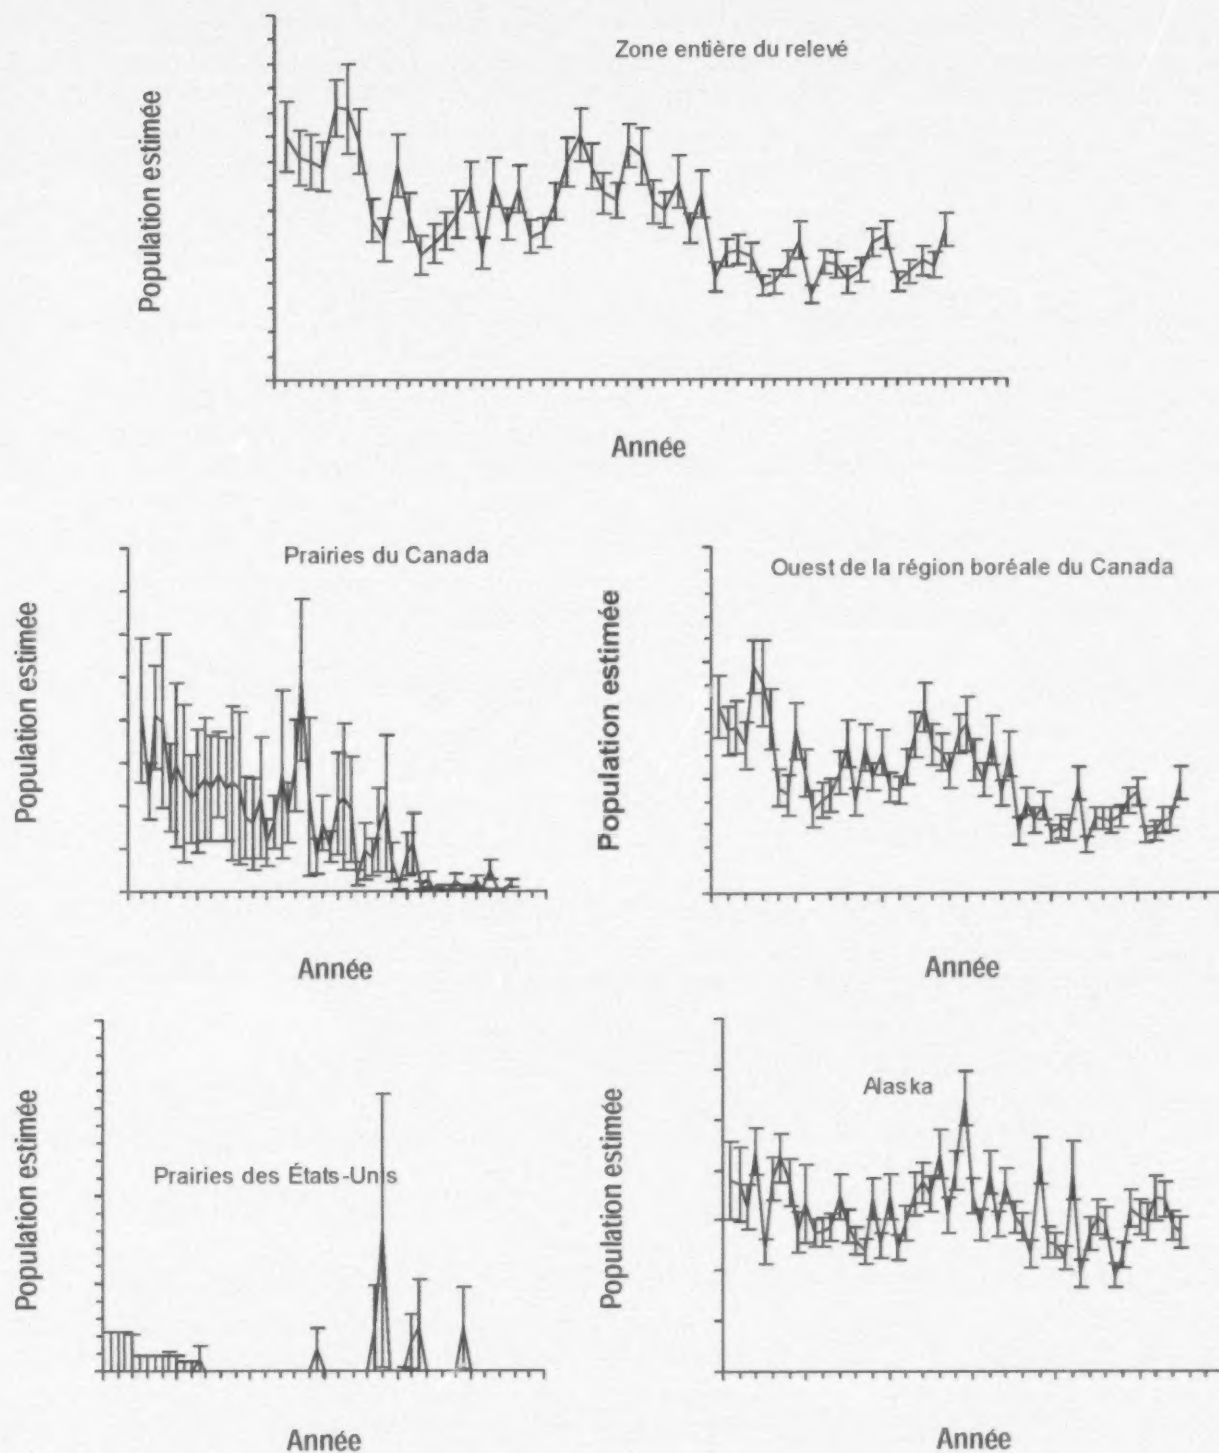 Zone entière du relevé
Population estimée
Année
Prairies du Canada
Population estimée
Année
Ouest de la région boréale du Canada
Population estimée
Année
Prairies des États-Unis
Population estimée
Année
Alaska
Population estimée
Année